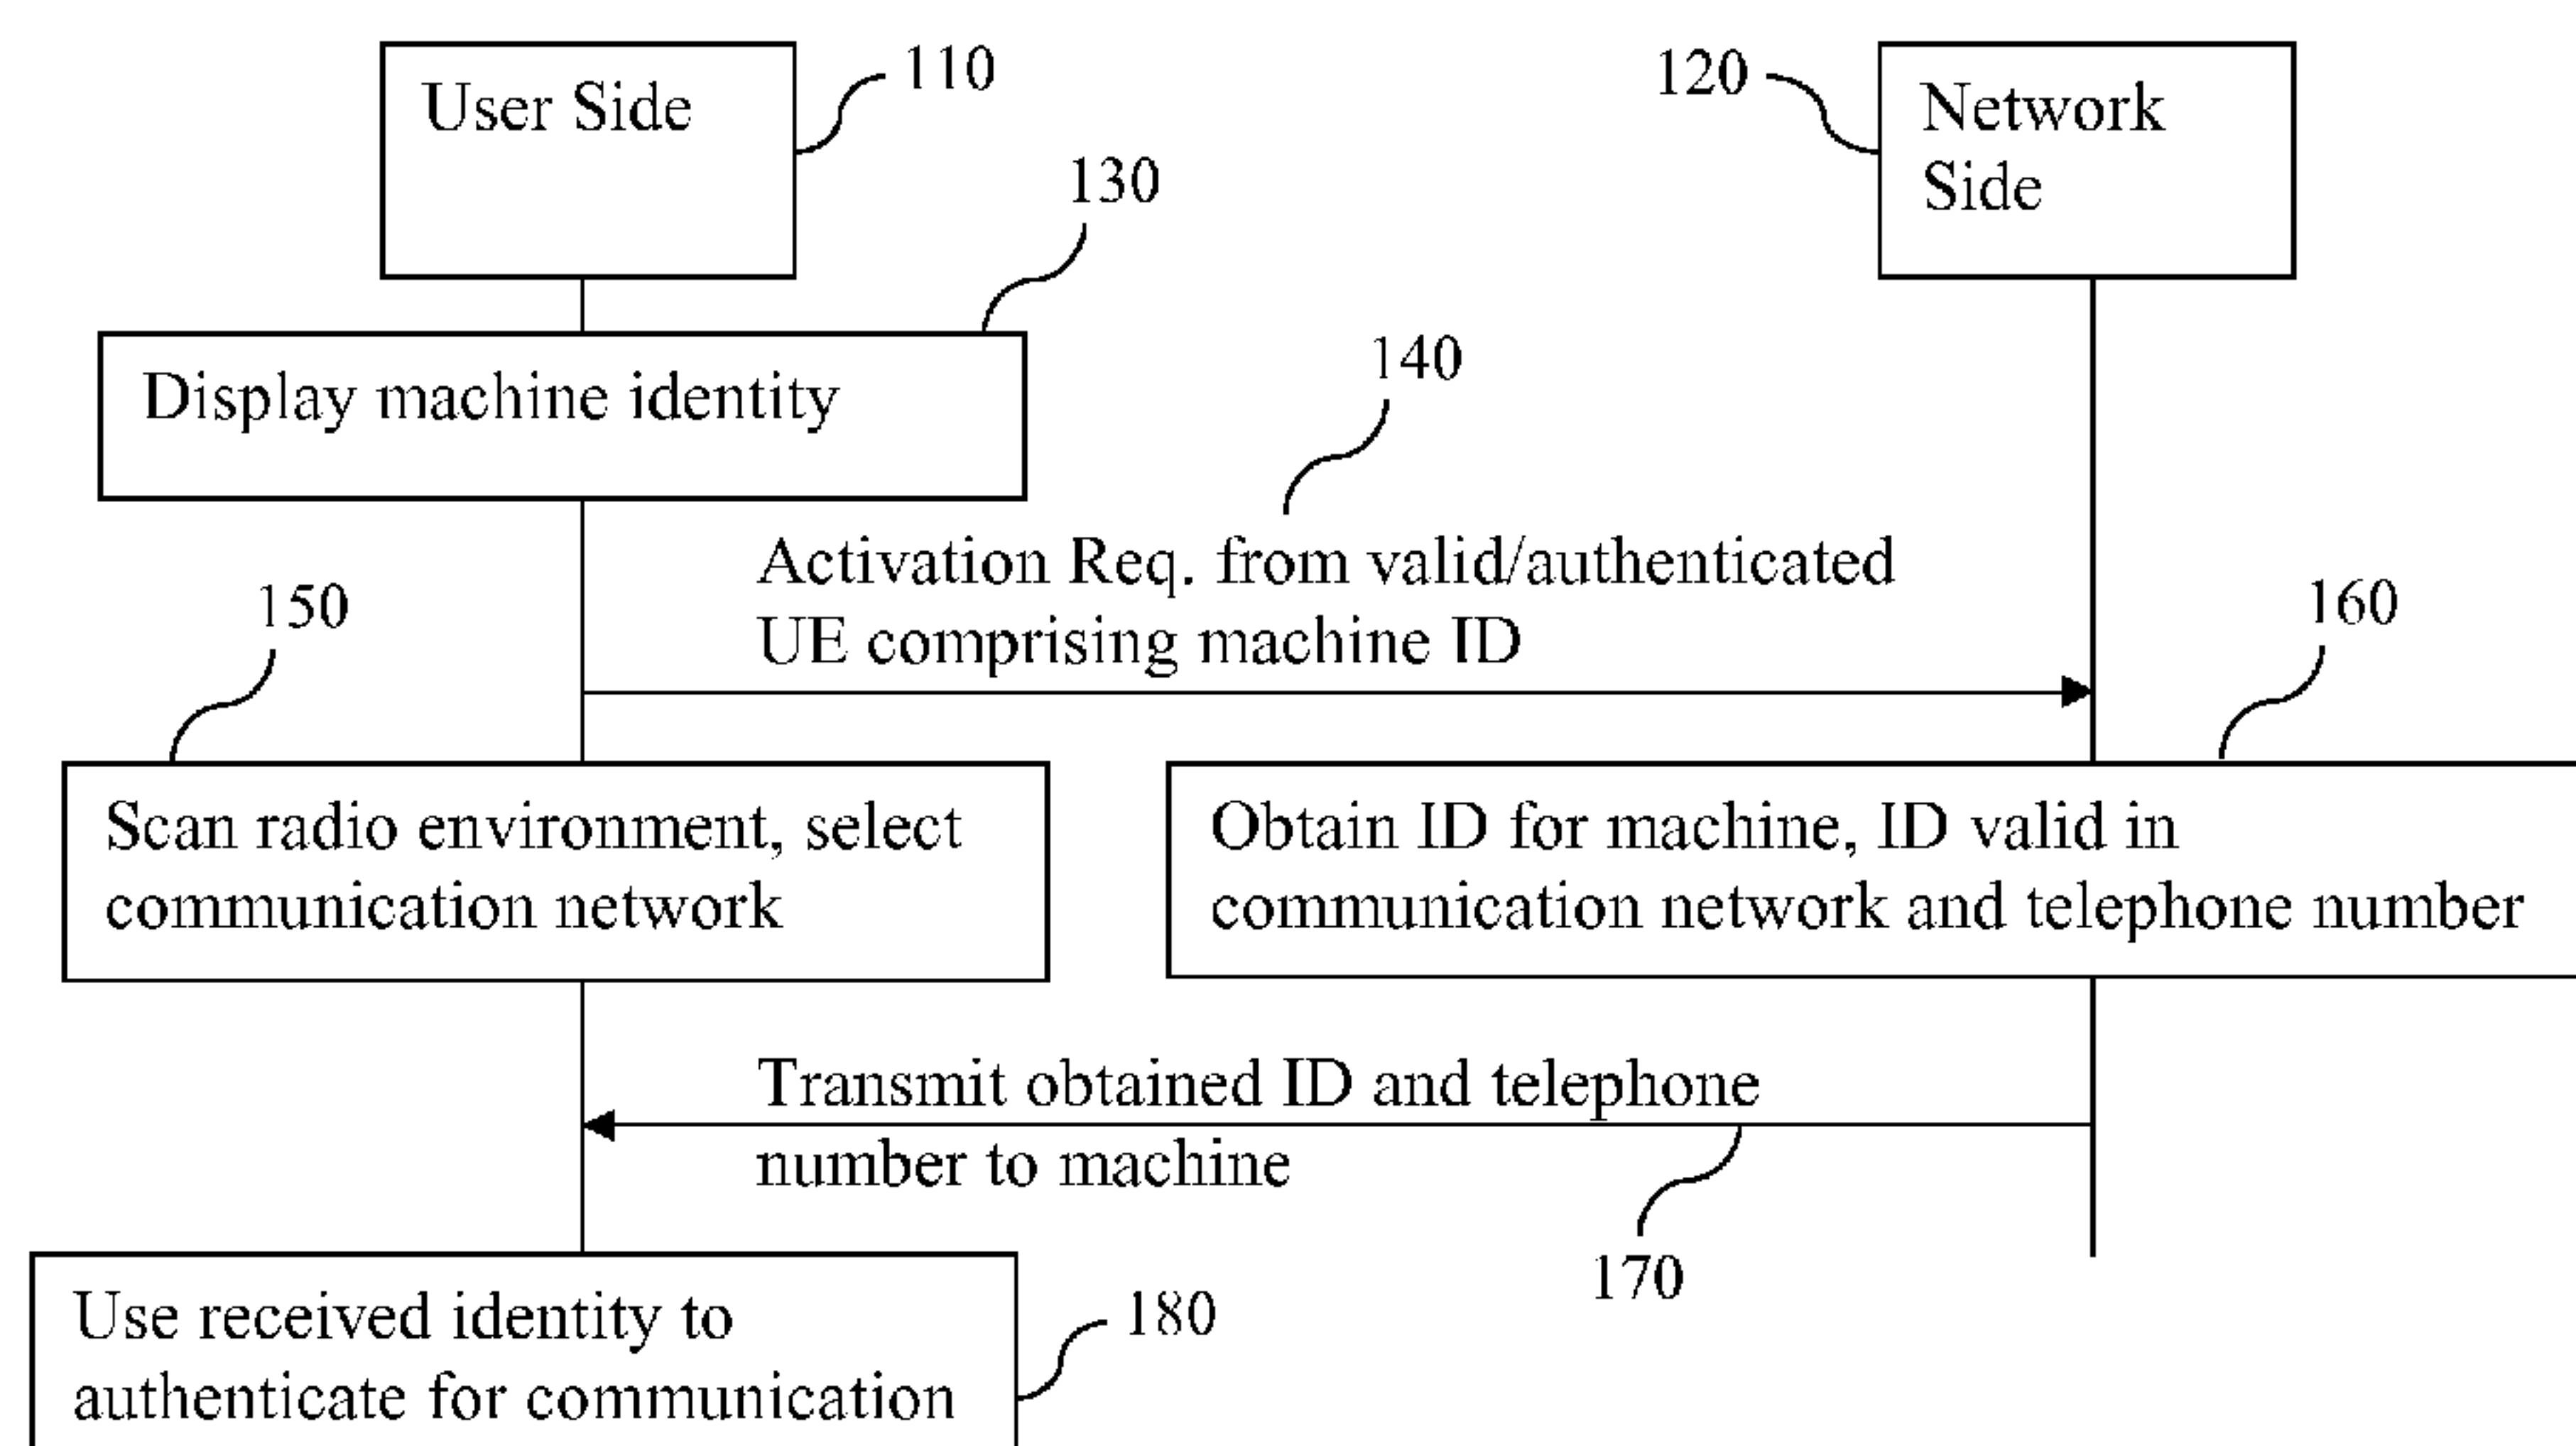 User Side
110
120
Network
Side
130
Display machine identity
140
Activation Req. from valid/authenticated
UE comprising machine ID
150
160
Scan radio environment, select
communication network
Obtain ID for machine, ID valid in
communication network and telephone number
Transmit obtained ID and telephone
number to machine
170
Use received identity to
authenticate for communication
180